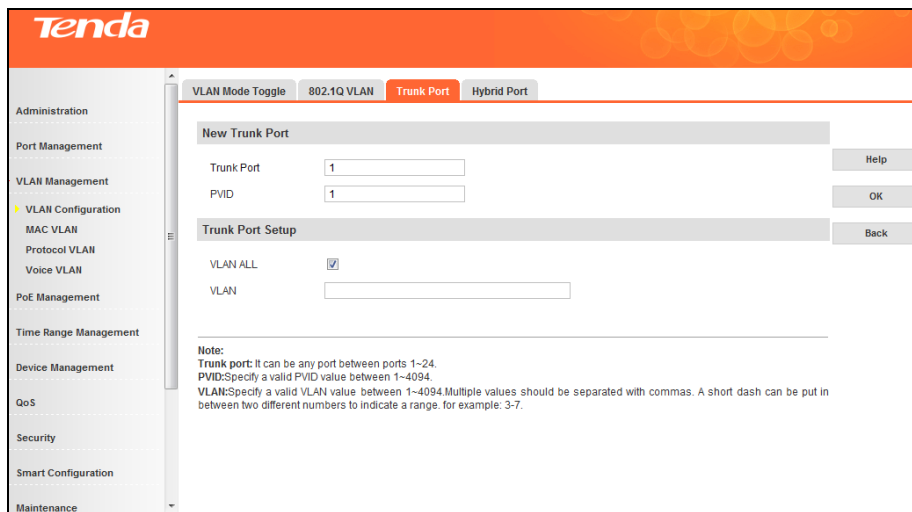 Tenda
VLAN Mode Toggle 802.1Q VLAN Trunk Port Hybrid Port
Administration
Port Management
VLAN Management
VLAN Configuration
MAC VLAN
Protocol VLAN
Voice VLAN
PoE Management
Time Range Management
Device Management
QoS
Security
Smart Configuration
Maintenance
New Trunk Port
Trunk Port 1
PVID 1
Trunk Port Setup
VLAN ALL
VLAN
Note:
Trunk port: It can be any port between ports 1~24.
PVID:Specify a valid PVID value between 1~4094.
VLAN:Specify a valid VLAN value between 1~4094.Multiple values should be separated with commas. A short dash can be put in
between two different numbers to indicate a range. for example: 3-7.
Help
OK
Back